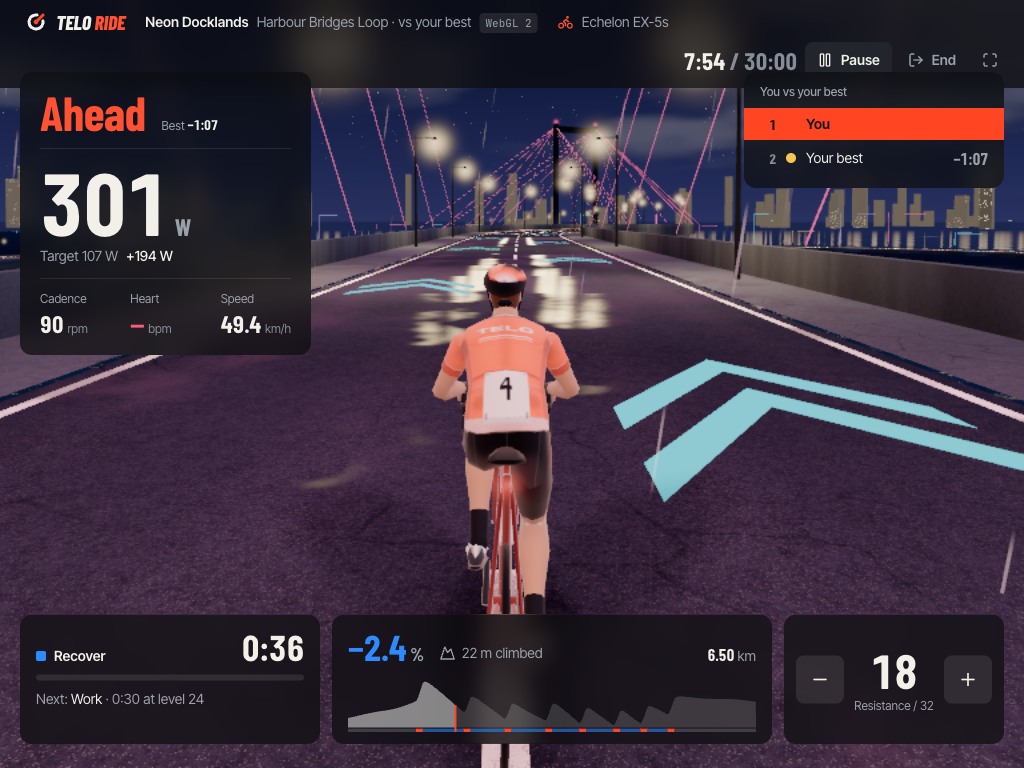 TELO RIDE Neon Docklands Harbour Bridges Loop · vs your best WebGL 2 Echelon EX-5s
7:54 / 30:00 Pause End
Ahead Best −1:07
301 W
Target 107 W +194 W
Cadence Heart Speed
90 rpm – bpm 49.4 km/h
You vs your best
1 You
2 Your best −1:07
TELO
4
Recover 0:36
Next: Work · 0:30 at level 24
−2.4 % 22 m climbed 6.50 km
− 18 +
Resistance / 32